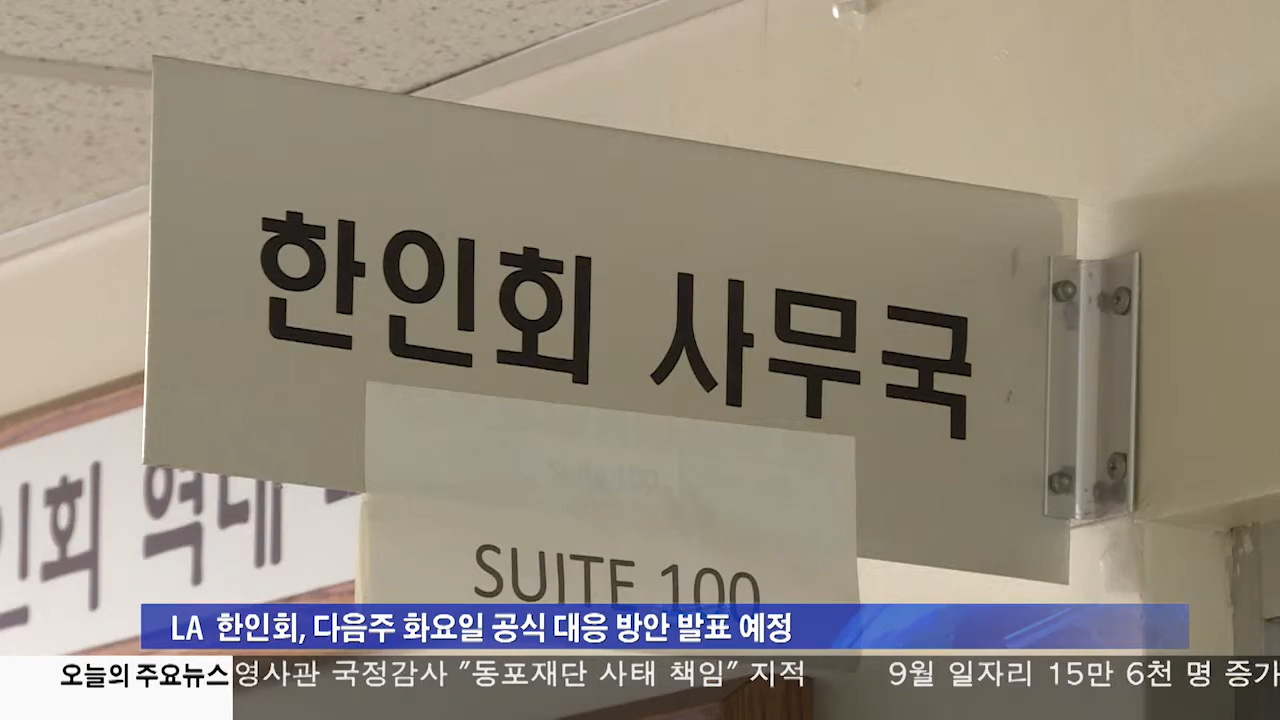 한인회 사무국
인회 역대
SUITE 100
LA 한인회, 다음주 화요일 공식 대응 방안 발표 예정
오늘의 주요뉴스 영사관 국정감사 "동포재단 사태 책임" 지적 9월 일자리 15만 6천 명 증가